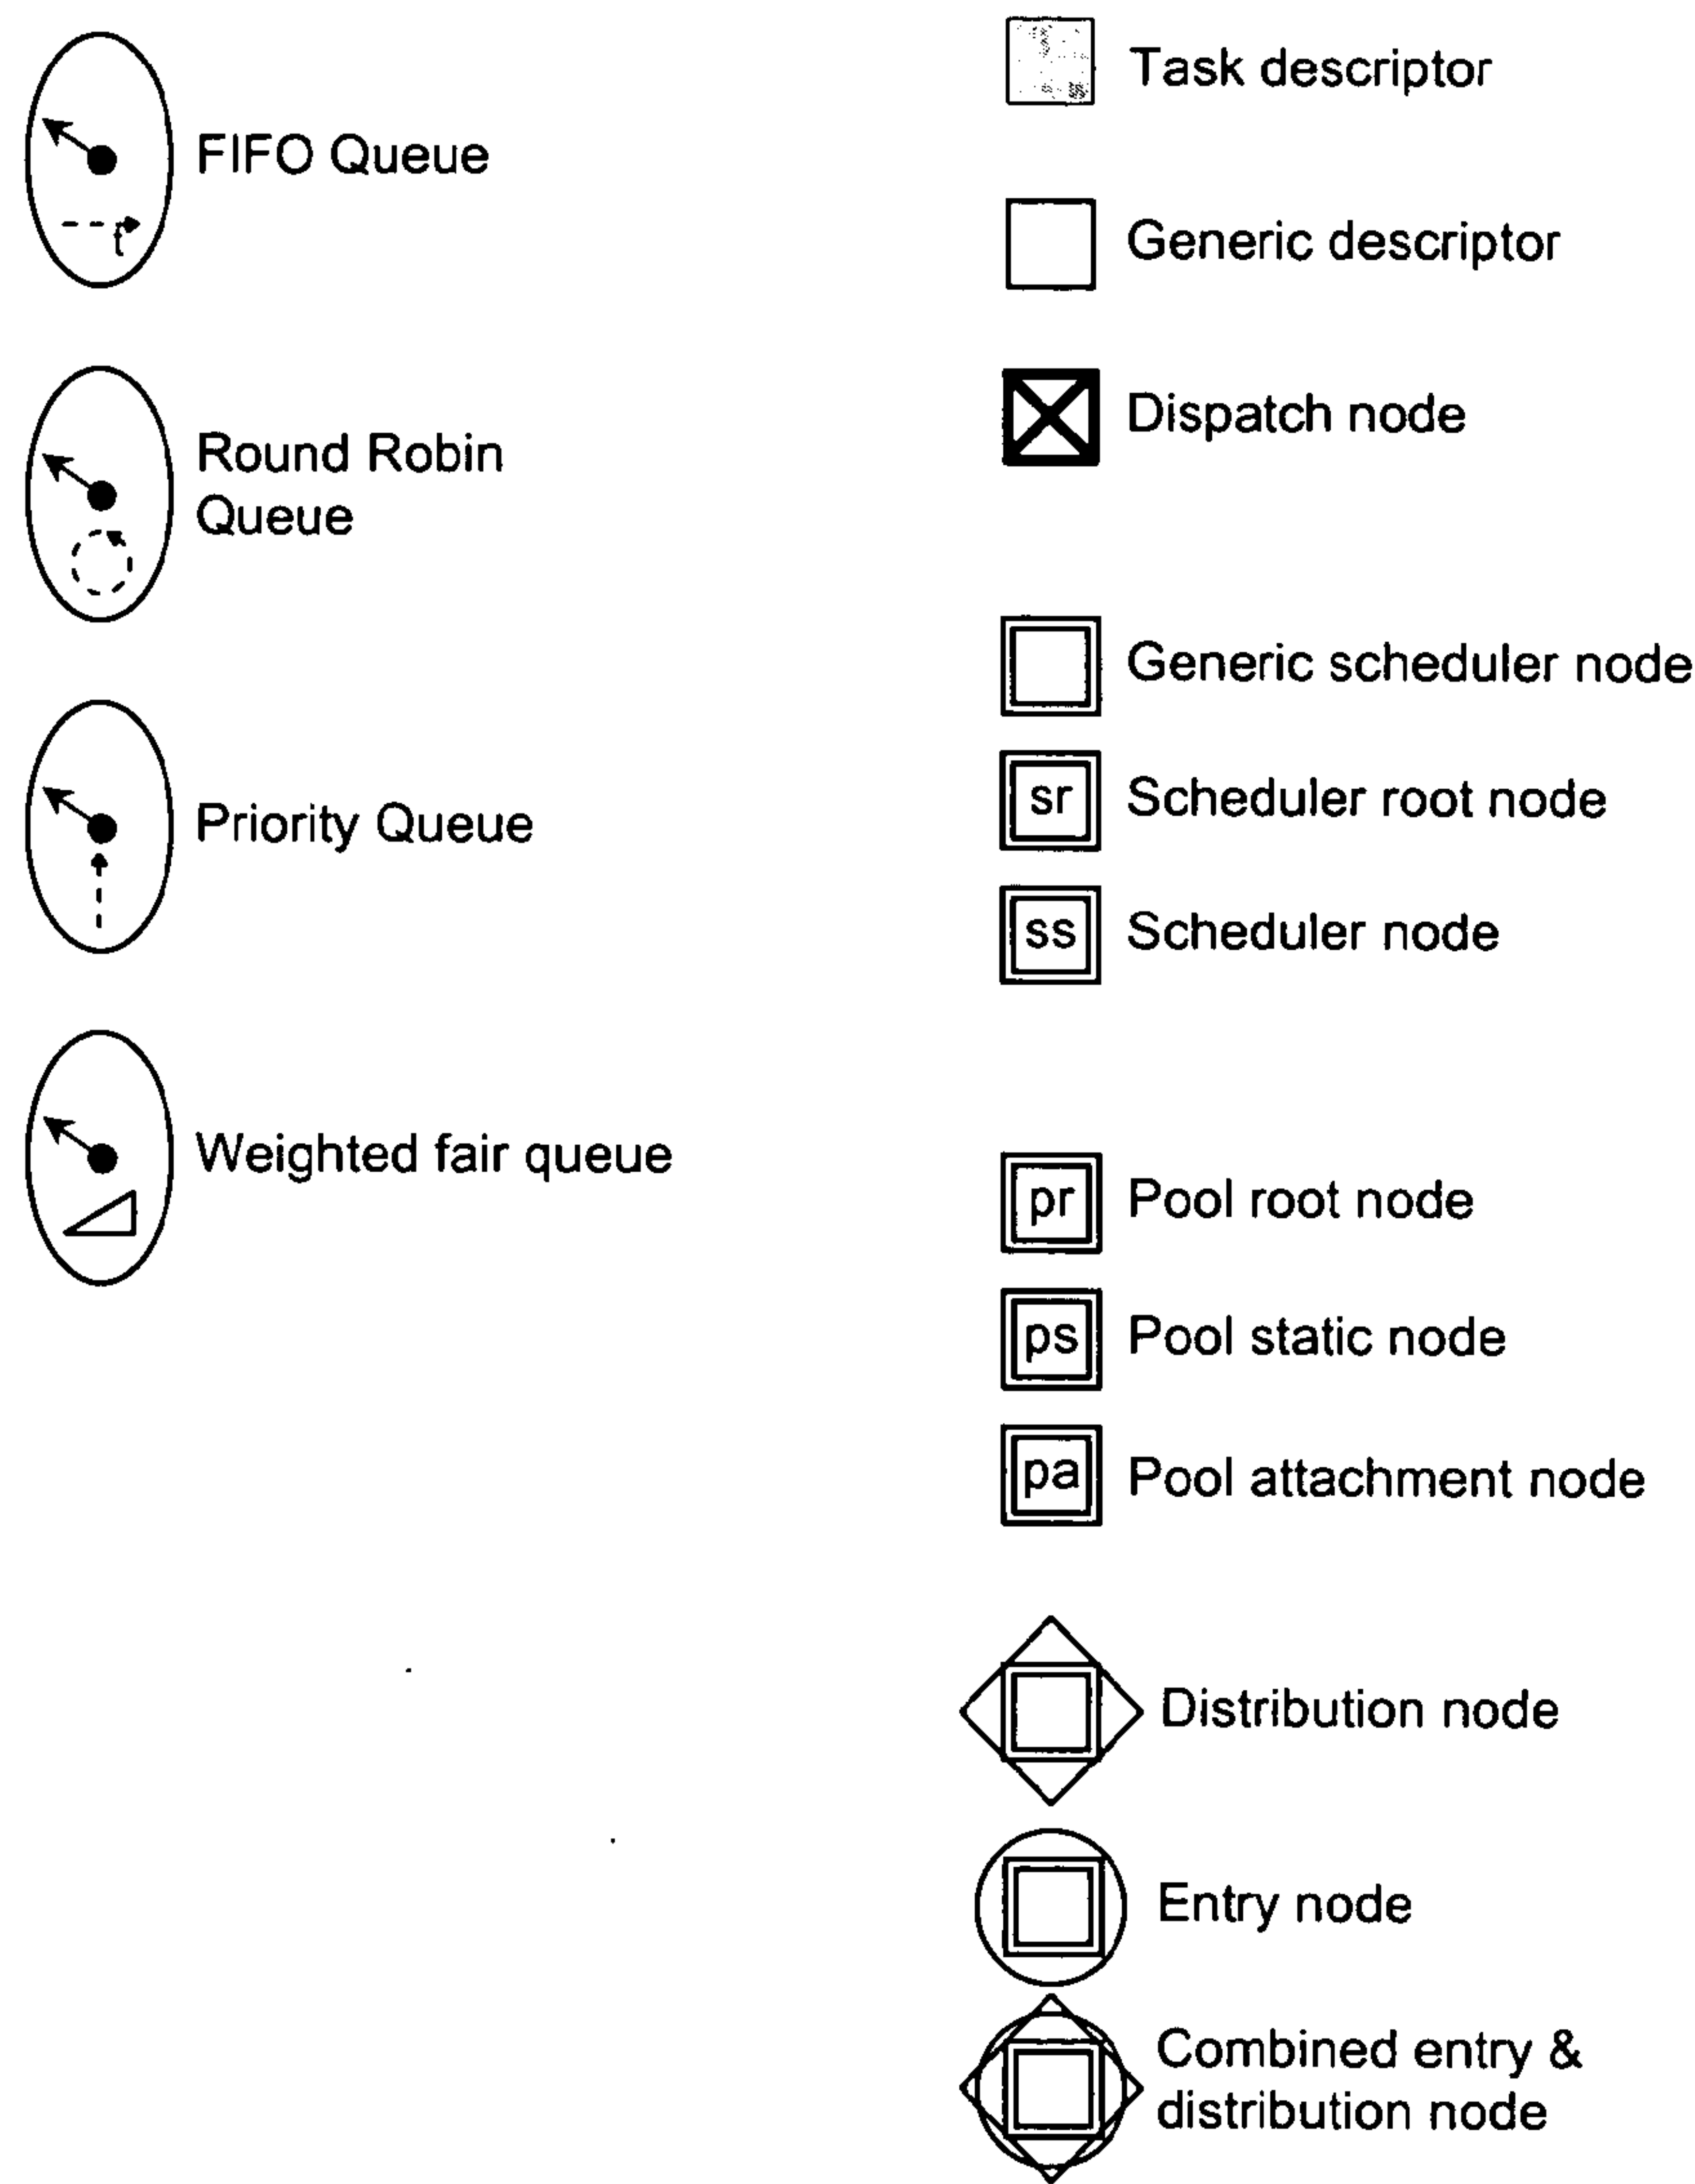 FIFO Queue
t
Round Robin
Queue
Priority Queue
Weighted fair queue
Task descriptor
Generic descriptor
Dispatch node
Generic scheduler node
sr Scheduler root node
ss Scheduler node
pr Pool root node
ps Pool static node
pa Pool attachment node
Distribution node
Entry node
Combined entry &
distribution node